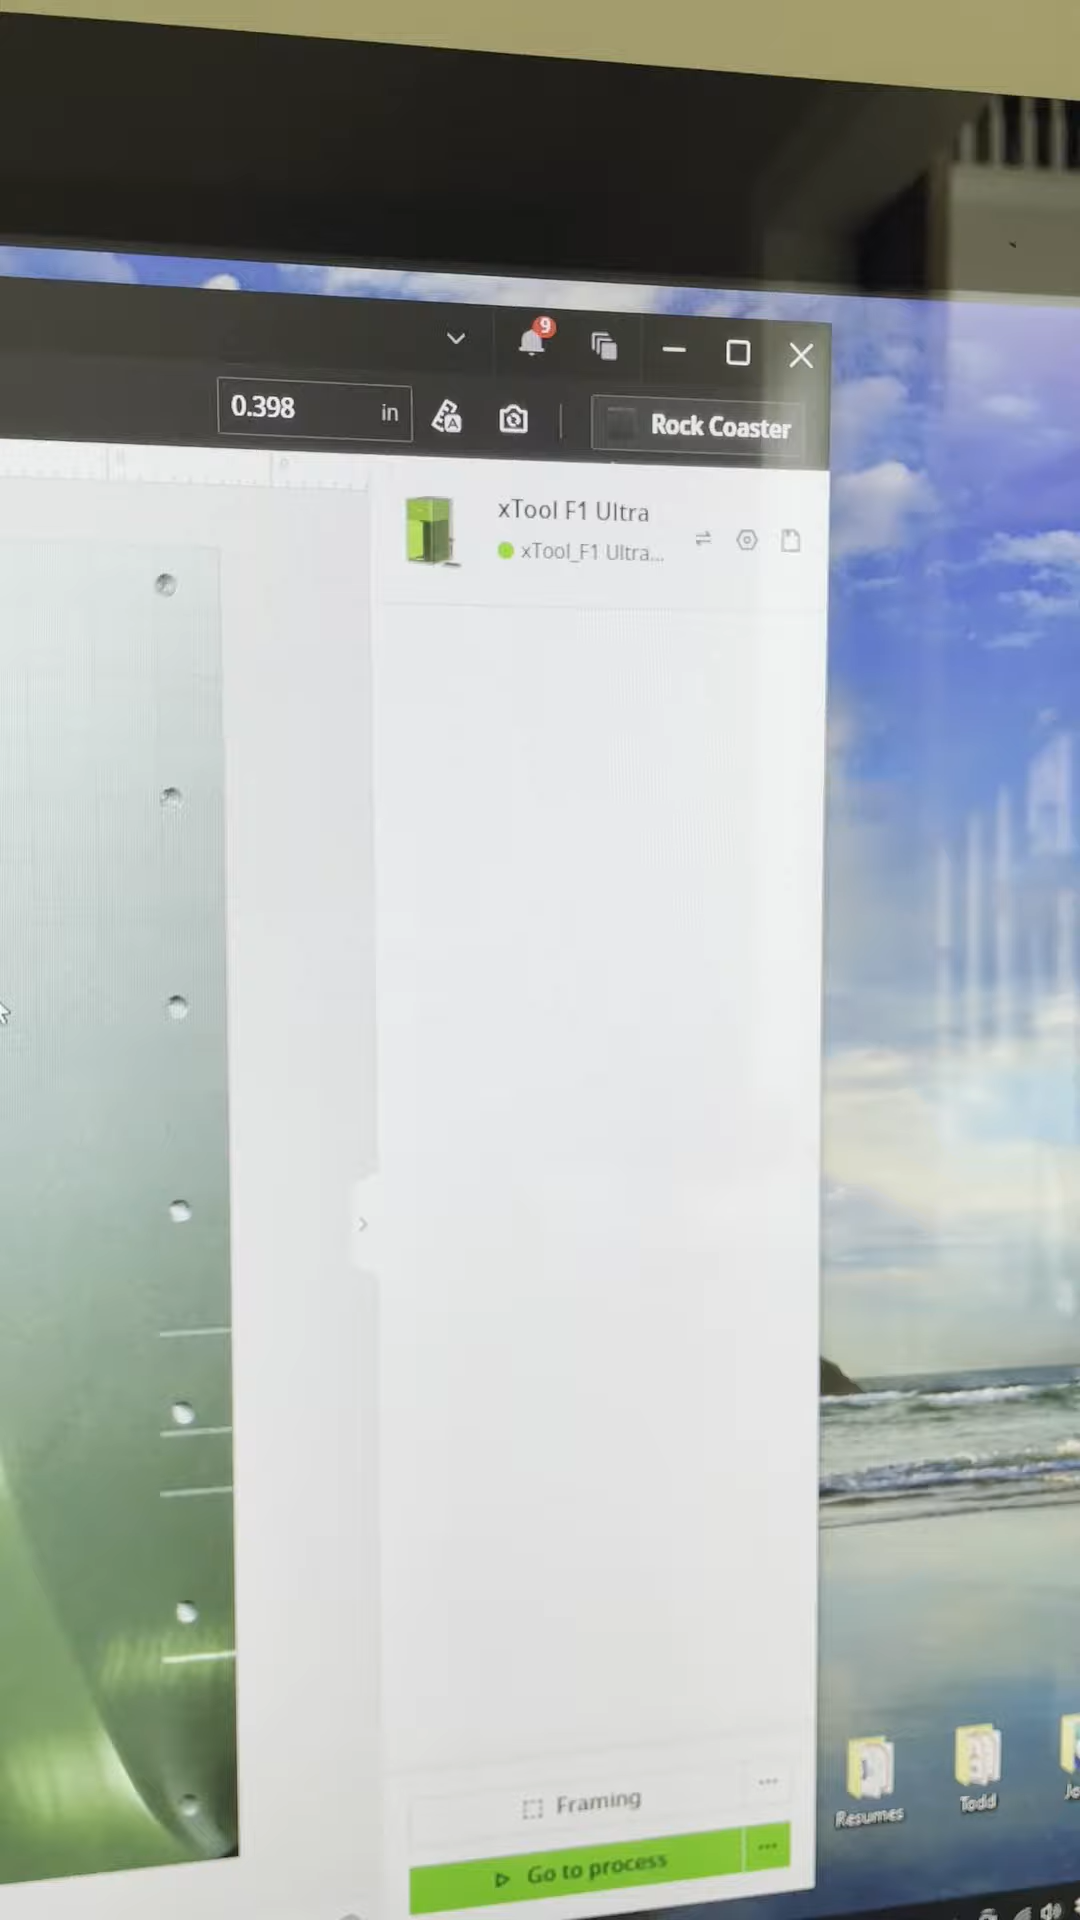 9
0.398 in
Rock Coaster
xTool F1 Ultra
xTool_F1 Ultra...
Framing
Go to process
Resumes
Todd